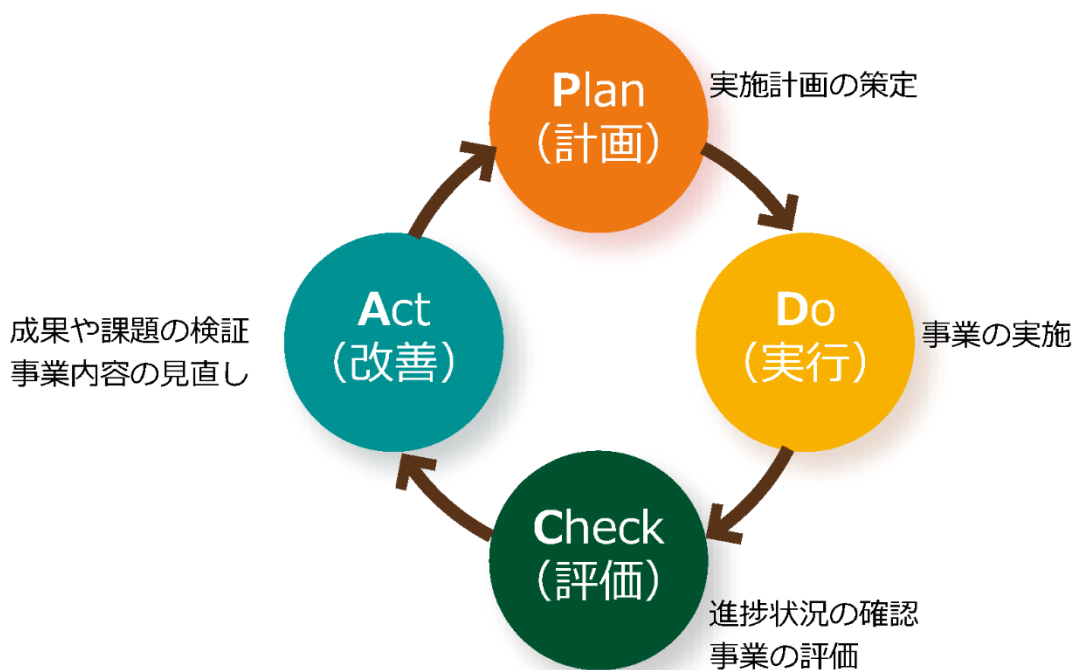 Plan
（計画）
実施計画の策定
Do
（実行）
事業の実施
Check
（評価）
進捗状況の確認
事業の評価
Act
（改善）
成果や課題の検証
事業内容の見直し